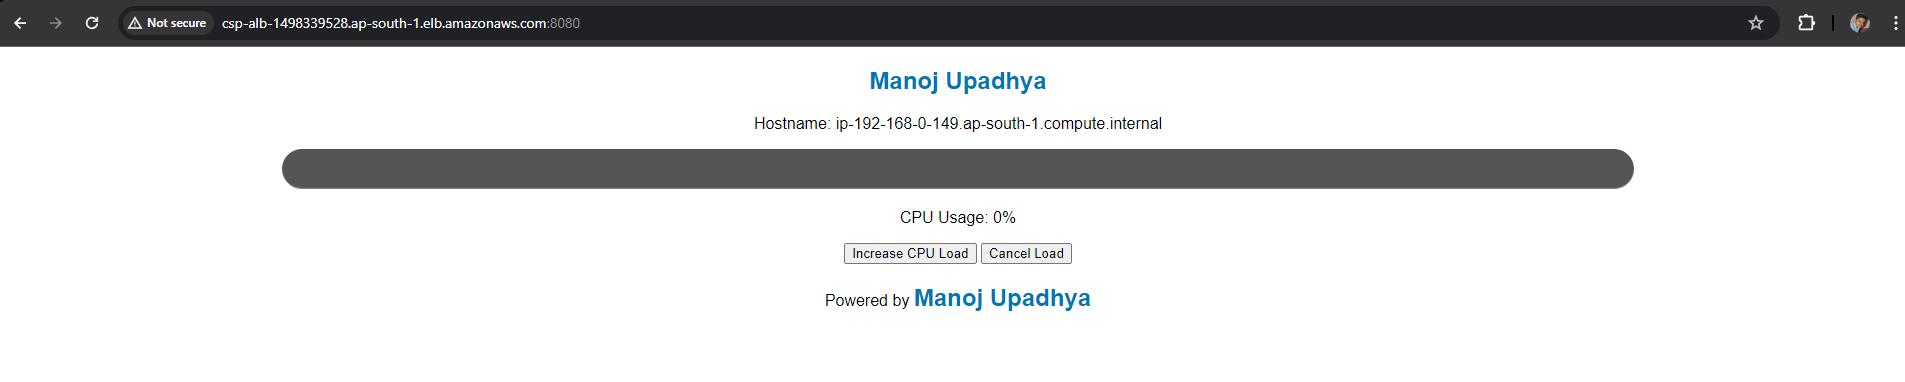 Not secure csp-alb-1498339528.ap-south-1.elb.amazonaws.com:8080
Manoj Upadhya
Hostname: ip-192-168-0-149.ap-south-1.compute.internal
CPU Usage: 0%
Increase CPU Load Cancel Load
Powered by Manoj Upadhya